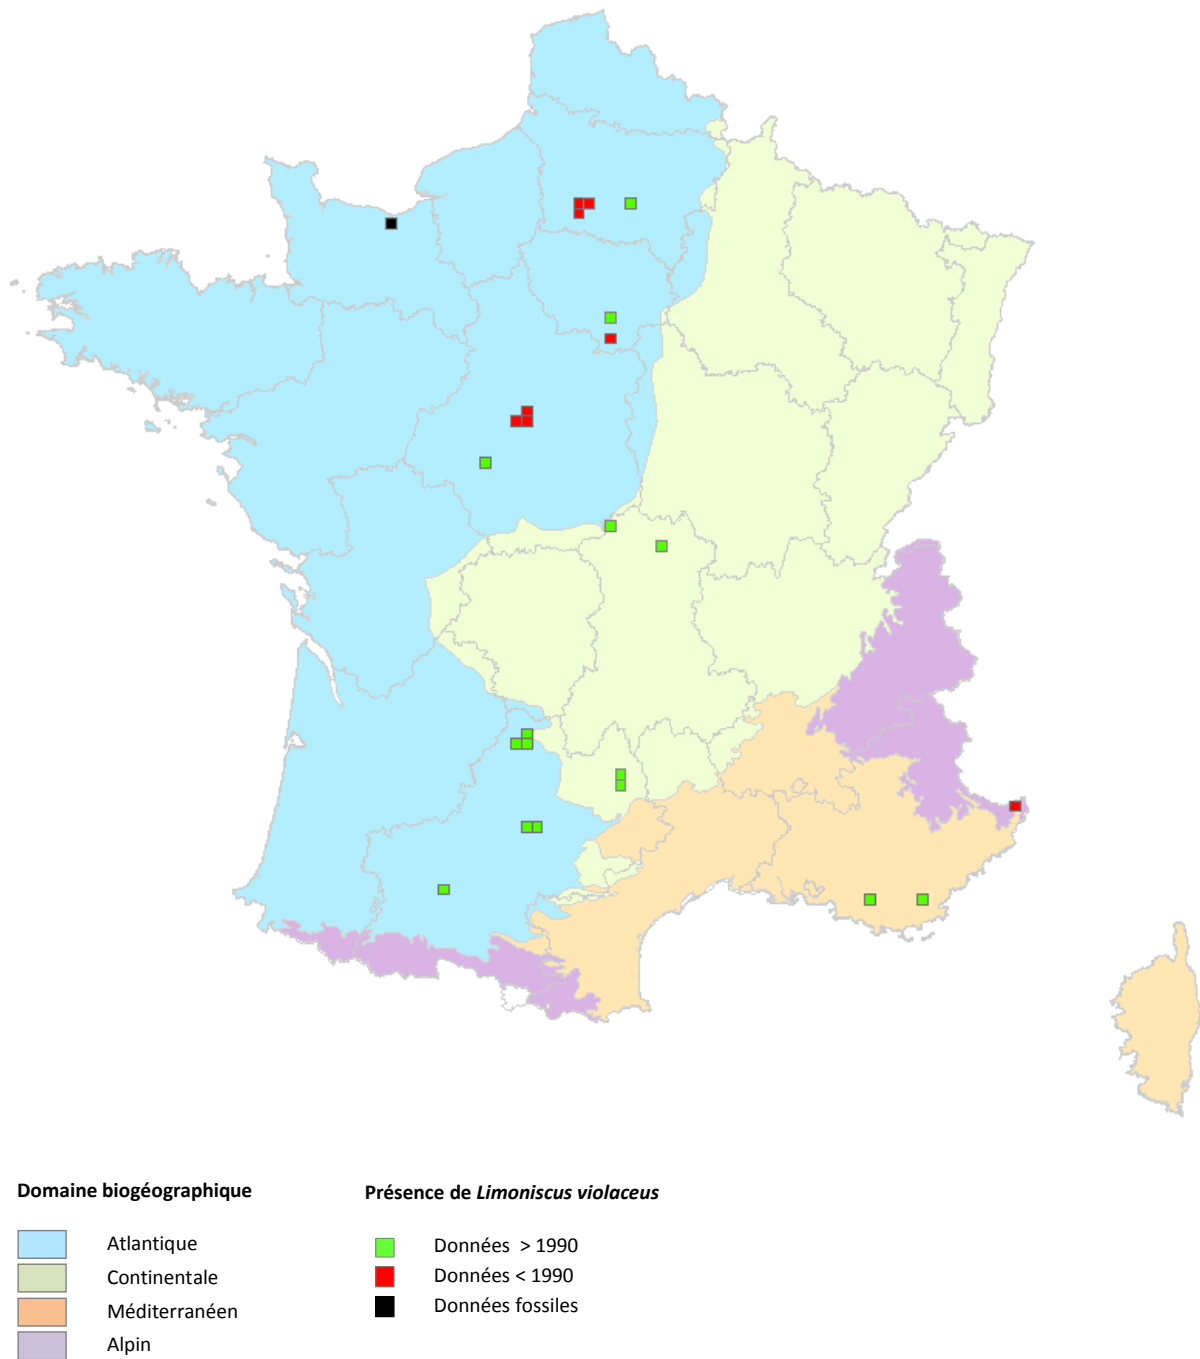 Domaine biogéographique
Atlantique
Continentale
Méditerranéen
Alpin
Présence de Limoniscus violaceus
Données > 1990
Données < 1990
Données fossiles